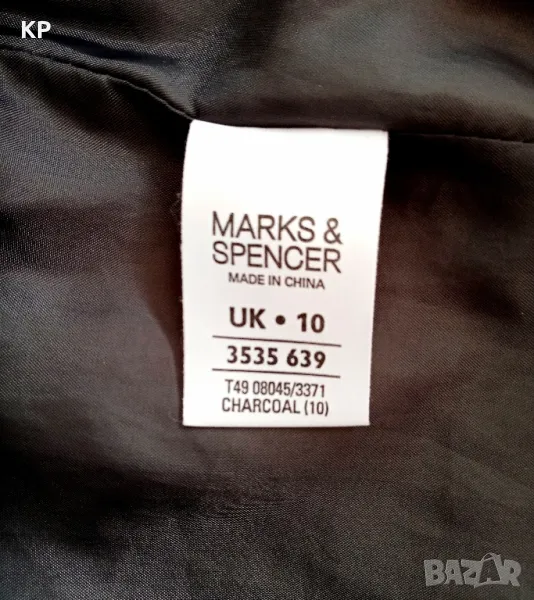 KP
MARKS &
SPENCER
MADE IN CHINA
UK • 10
3535 639
T49 08045/3371
CHARCOAL (10)
BAZAR